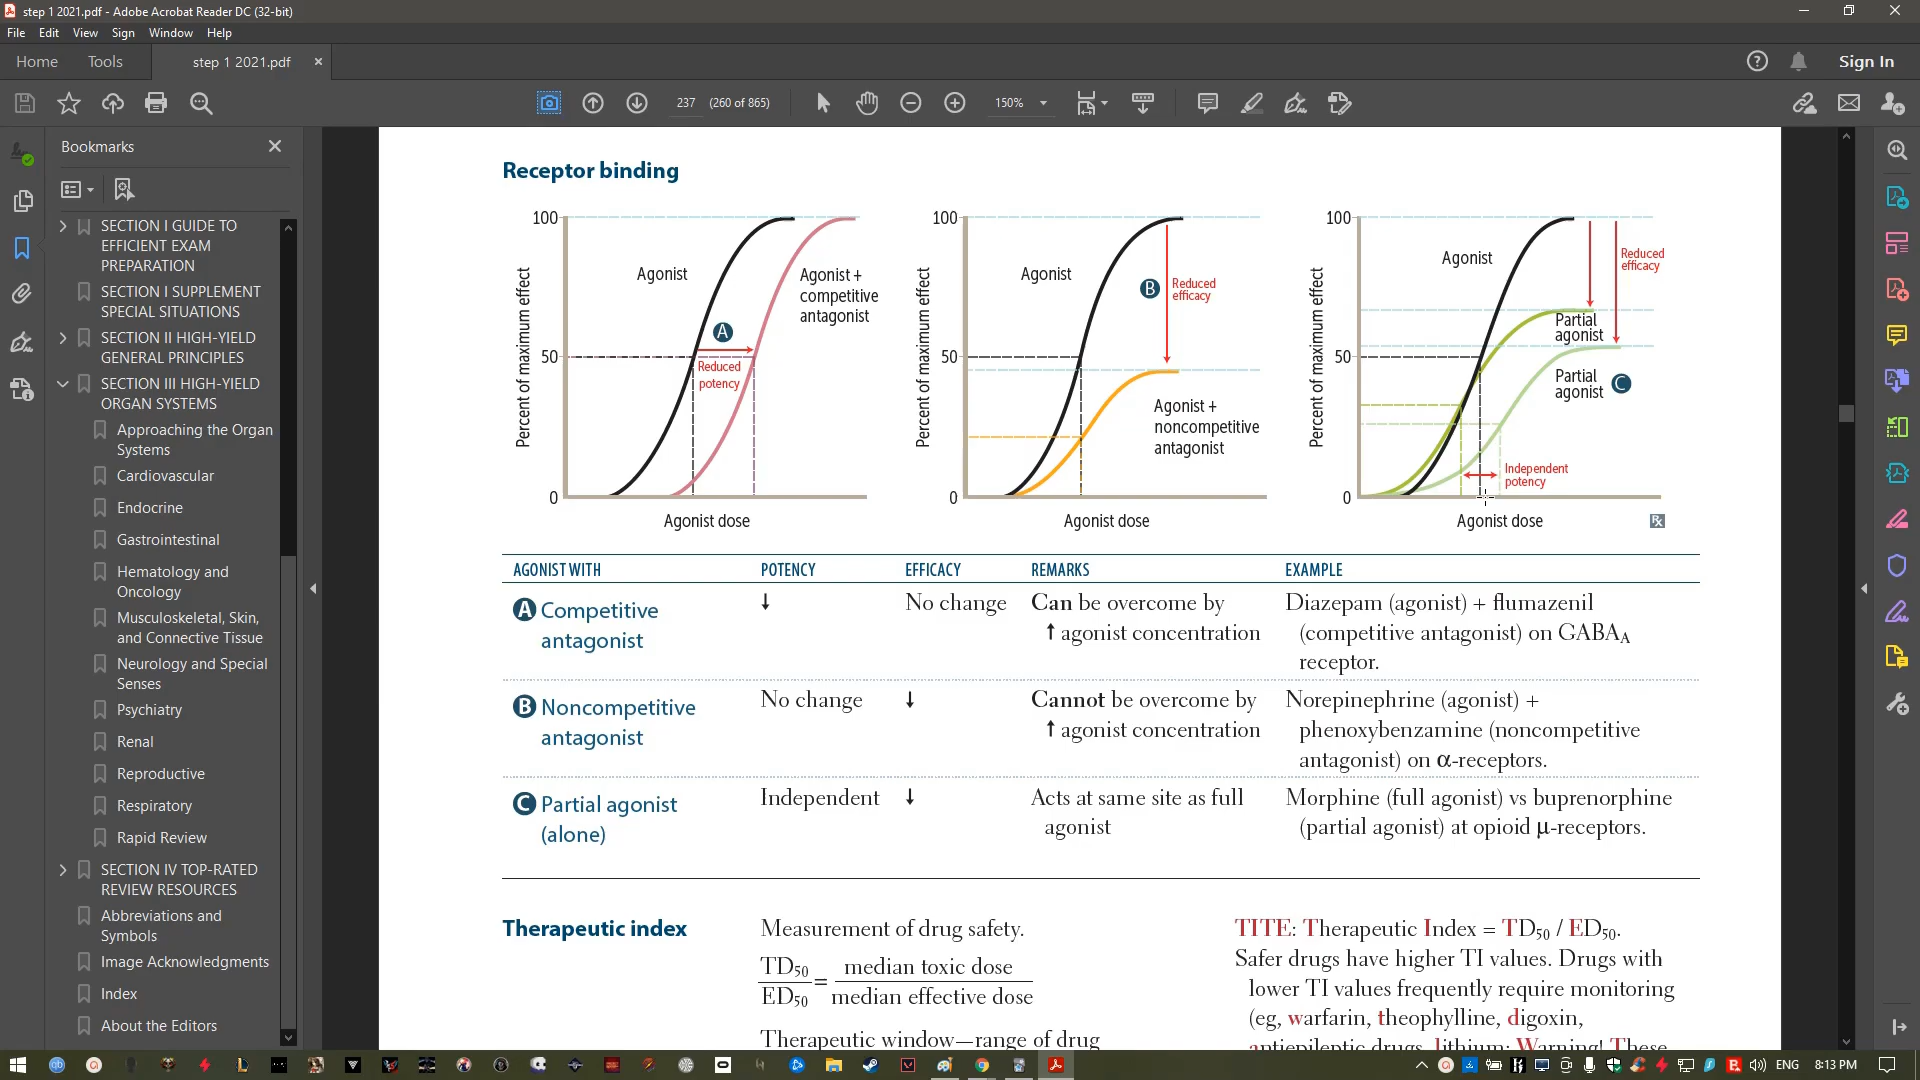 step 1 2021.pdf - Adobe Acrobat Reader DC (32-bit)
File Edit View Sign Window Help
Home Tools step 1 2021.pdf × Sign In
237 (260 of 865) 150%
Bookmarks
SECTION I GUIDE TO
EFFICIENT EXAM
PREPARATION
SECTION I SUPPLEMENT
SPECIAL SITUATIONS
SECTION II HIGH-YIELD
GENERAL PRINCIPLES
SECTION III HIGH-YIELD
ORGAN SYSTEMS
Approaching the Organ
Systems
Cardiovascular
Endocrine
Gastrointestinal
Hematology and
Oncology
Musculoskeletal, Skin,
and Connective Tissue
Neurology and Special
Senses
Psychiatry
Renal
Reproductive
Respiratory
Rapid Review
SECTION IV TOP-RATED
REVIEW RESOURCES
Abbreviations and
Symbols
Image Acknowledgments
Index
About the Editors
Receptor binding
100
50
0
Percent of maximum effect
Agonist
Agonist +
competitive
antagonist
A
Reduced
potency
Agonist dose
100
50
0
Percent of maximum effect
Agonist
B
Reduced
efficacy
Agonist +
noncompetitive
antagonist
Agonist dose
100
50
0
Percent of maximum effect
Agonist
Reduced
efficacy
Partial
agonist
Partial
agonist
C
Independent
potency
Agonist dose
Rx
AGONIST WITH POTENCY EFFICACY REMARKS EXAMPLE
A Competitive
antagonist
↓
No change
Can be overcome by
↑ agonist concentration
Diazepam (agonist) + flumazenil
(competitive antagonist) on GABAA
receptor.
B Noncompetitive
antagonist
No change
↓
Cannot be overcome by
↑ agonist concentration
Norepinephrine (agonist) +
phenoxybenzamine (noncompetitive
antagonist) on α-receptors.
C Partial agonist
(alone)
Independent
↓
Acts at same site as full
agonist
Morphine (full agonist) vs buprenorphine
(partial agonist) at opioid μ-receptors.
Therapeutic index
Measurement of drug safety.
TD50 = median toxic dose
ED50 median effective dose
Therapeutic window—range of drug
TITE: Therapeutic Index = TD50 / ED50.
Safer drugs have higher TI values. Drugs with
lower TI values frequently require monitoring
(eg, warfarin, theophylline, digoxin,
antiepileptic drugs, lithium; Warning! These
ENG 8:13 PM